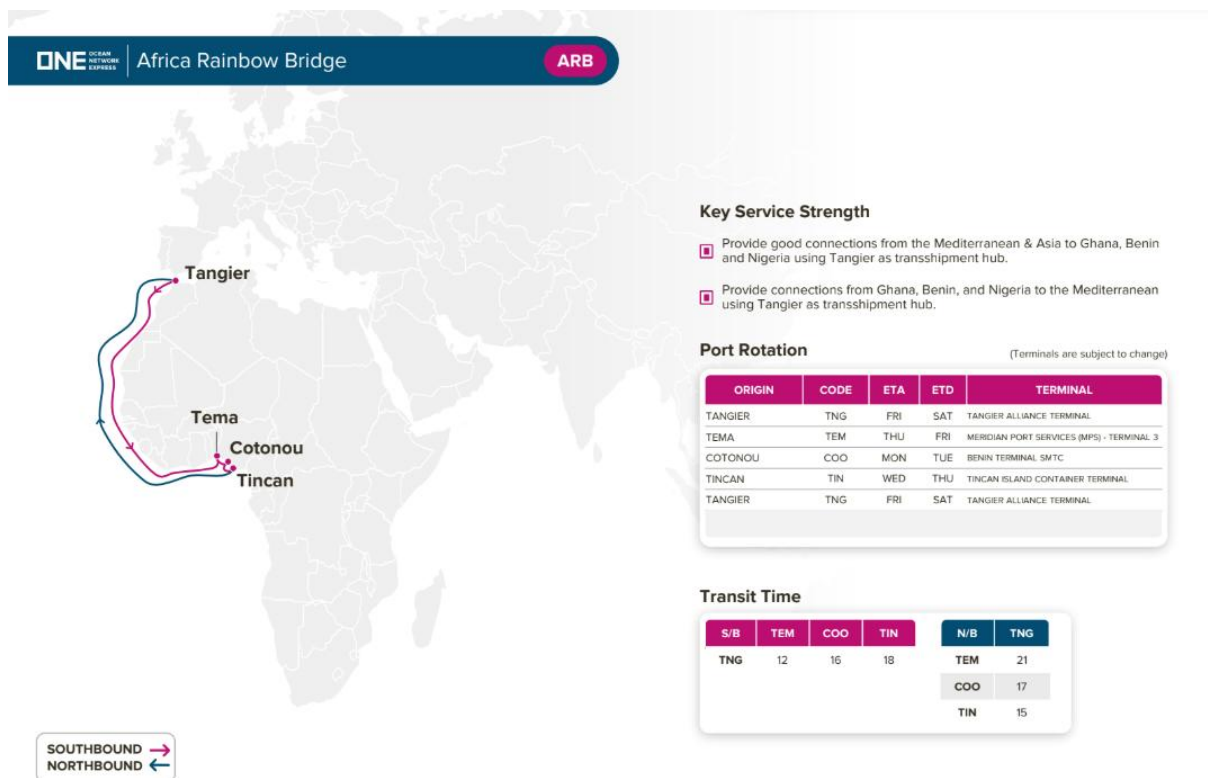 ONE OCEAN NETWORK EXPRESS
Africa Rainbow Bridge
ARB
Tangier
Tema
Cotonou
Tincan
Key Service Strength
Provide good connections from the Mediterranean & Asia to Ghana, Benin
and Nigeria using Tangier as transshipment hub.
Provide connections from Ghana, Benin, and Nigeria to the Mediterranean
using Tangier as transshipment hub.
Port Rotation
(Terminals are subject to change)
ORIGIN CODE ETA ETD TERMINAL
TANGIER TNG FRI SAT TANGIER ALLIANCE TERMINAL
TEMA TEM THU FRI MERIDIAN PORT SERVICES (MPS) - TERMINAL 3
COTONOU COO MON TUE BENIN TERMINAL SMTC
TINCAN TIN WED THU TINCAN ISLAND CONTAINER TERMINAL
TANGIER TNG FRI SAT TANGIER ALLIANCE TERMINAL
Transit Time
S/B TEM COO TIN
TNG 12 16 18
N/B TNG
TEM 21
COO 17
TIN 15
SOUTHBOUND
NORTHBOUND